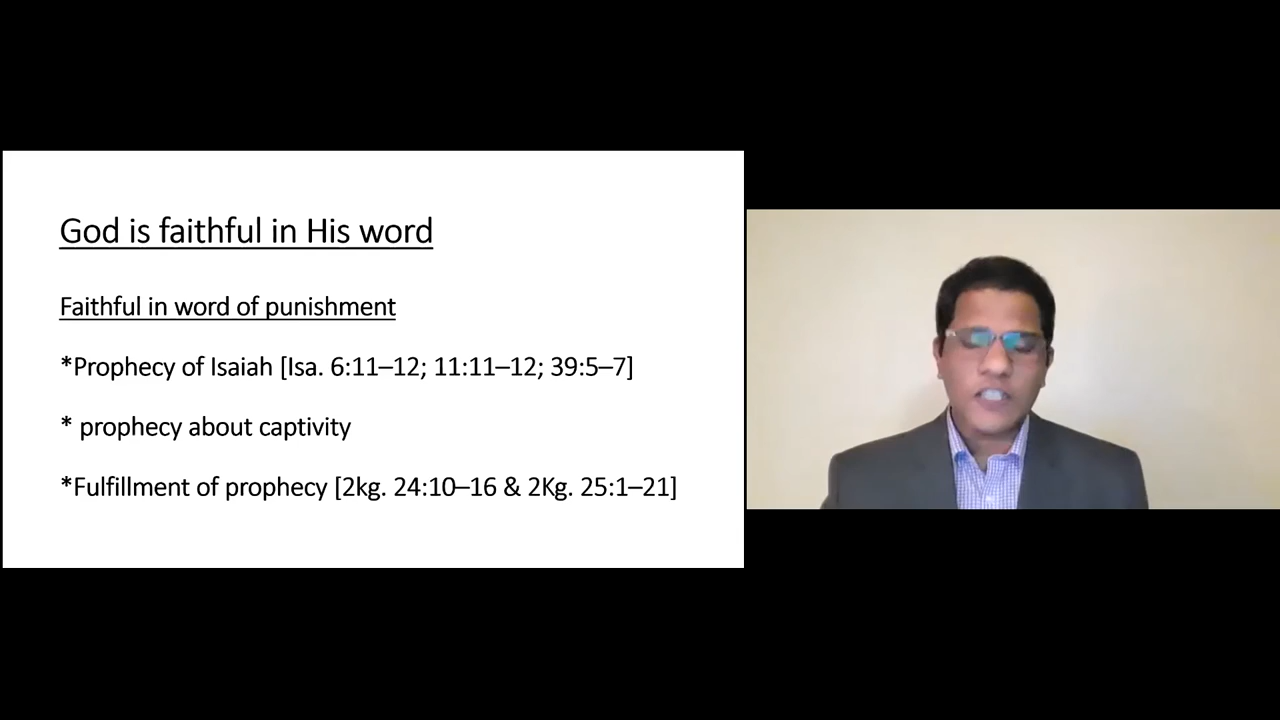 God is faithful in His word
Faithful in word of punishment
*Prophecy of Isaiah [Isa. 6:11–12; 11:11–12; 39:5–7]
* prophecy about captivity
*Fulfillment of prophecy [2kg. 24:10–16 & 2Kg. 25:1–21]